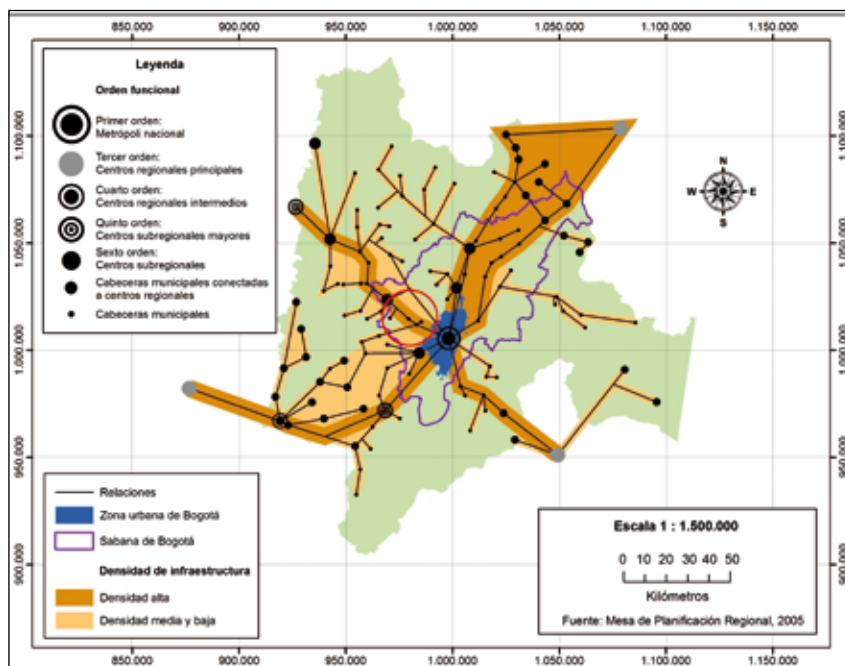 850.000 900.000 950.000 1.000.000 1.050.000 1.100.000 1.150.000
Leyenda
Orden funcional
Primer orden:
Metrópoli nacional
Tercer orden:
Centros regionales principales
Cuarto orden:
Centros regionales intermedios
Quinto orden:
Centros subregionales mayores
Sexto orden:
Centros subregionales
Cabeceras municipales conectadas
a centros regionales
Cabeceras municipales
1.100.000
1.050.000
1.000.000
950.000
900.000
N
W E
S
1.100.000
1.050.000
1.000.000
950.000
900.000
Relaciones
Zona urbana de Bogotá
Sabana de Bogotá
Densidad de infraestructura
Densidad alta
Densidad media y baja
Escala 1 : 1.500.000
0 10 20 30 40 50
Kilómetros
Fuente: Mesa de Planificación Regional, 2005
850.000 900.000 950.000 1.000.000 1.050.000 1.100.000 1.150.000